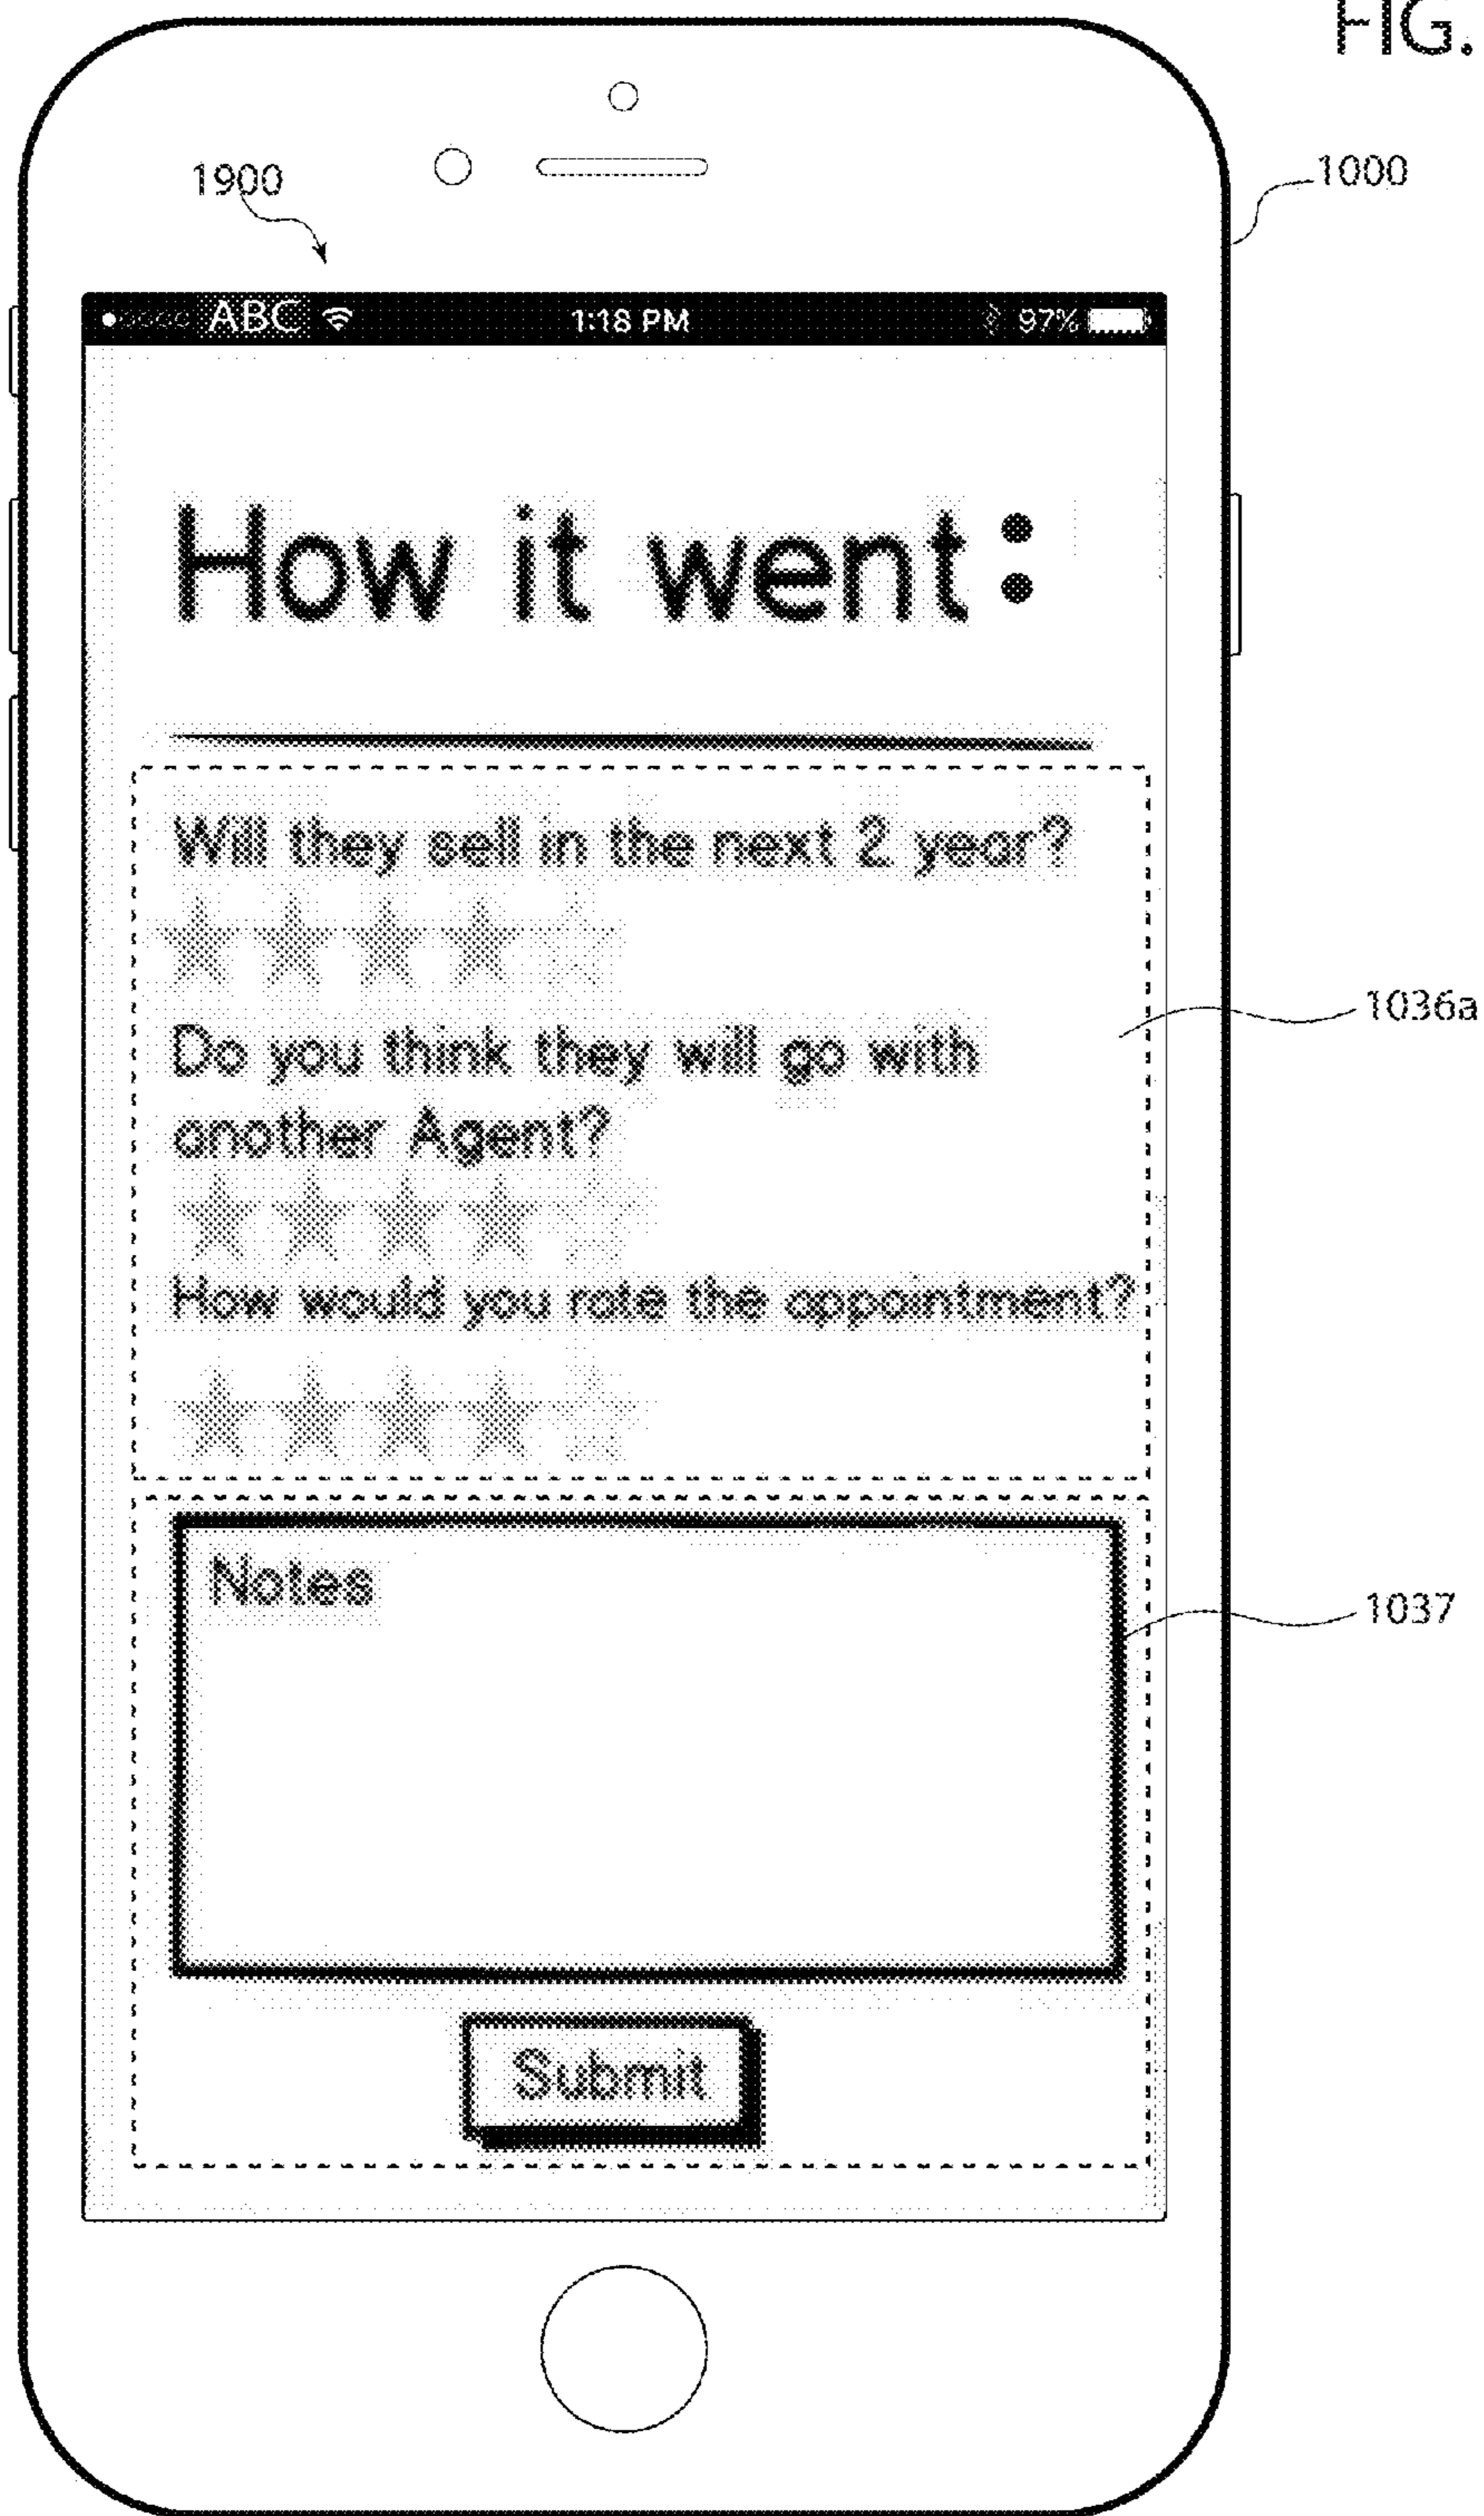 FIG.
1900
1000
ABC 1:18 PM 97%
How it went:
Will they sell in the next 2 year?
1036a
Do you think they will go with
another Agent?
How would you rate the appointment?
Notes
1037
Submit